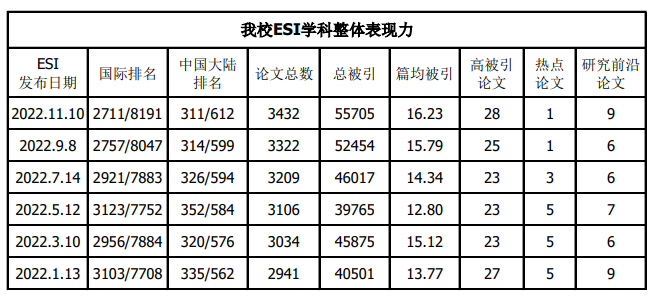 我校ESI学科整体表现力
ESI 发布日期 国际排名 中国大陆排名 论文总数 总被引 篇均被引 高被引论文 热点论文 研究前沿论文
2022.11.10 2711/8191 311/612 3432 55705 16.23 28 1 9
2022.9.8 2757/8047 314/599 3322 52454 15.79 25 1 6
2022.7.14 2921/7883 326/594 3209 46017 14.34 23 3 6
2022.5.12 3123/7752 352/584 3106 39765 12.80 23 5 7
2022.3.10 2956/7884 320/576 3034 45875 15.12 23 5 6
2022.1.13 3103/7708 335/562 2941 40501 13.77 27 5 9